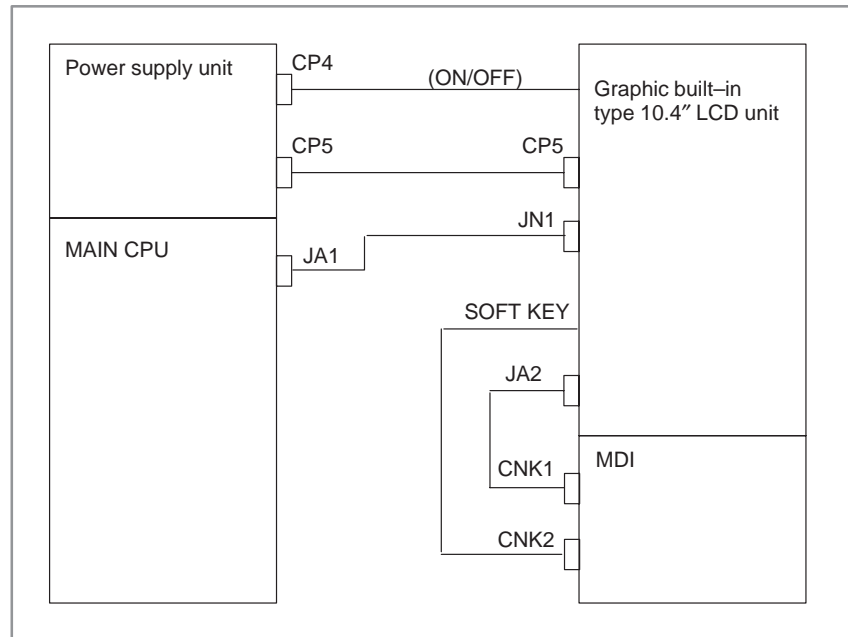 Power supply unit
CP4
(ON/OFF)
Graphic built–in
type 10.4″ LCD unit
CP5
CP5
MAIN CPU
JA1
JN1
SOFT KEY
JA2
MDI
CNK1
CNK2